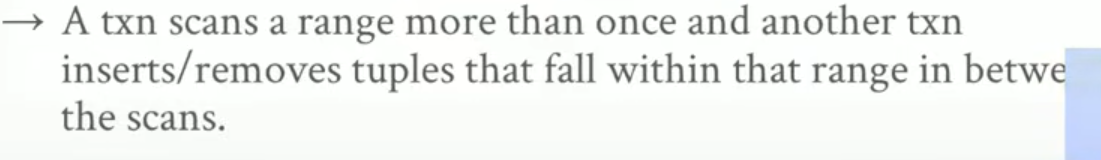 → A txn scans a range more than once and another txn
inserts/removes tuples that fall within that range in betwe
the scans.